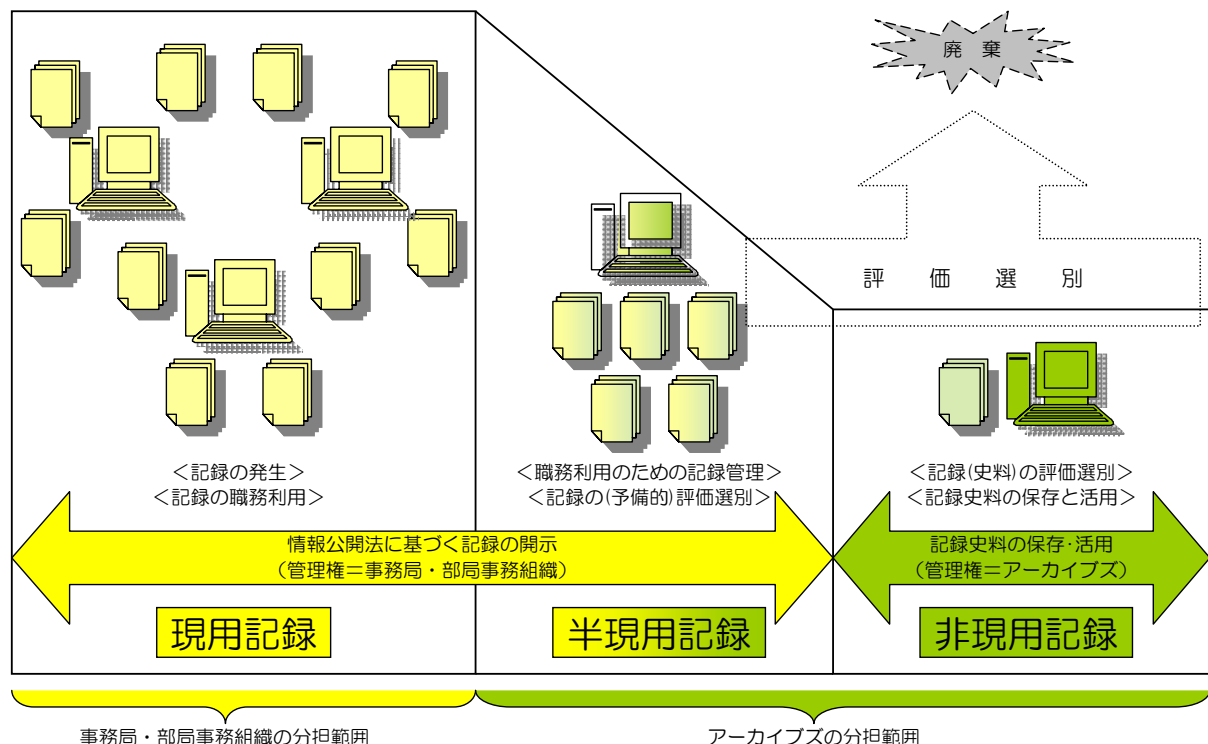 廃 棄
評 価 選 別
＜記録の発生＞
＜記録の職務利用＞
＜職務利用のための記録管理＞
＜記録の(予備的)評価選別＞
＜記録(史料)の評価選別＞
＜記録史料の保存と活用＞
情報公開法に基づく記録の開示
（管理権＝事務局・部局事務組織）
記録史料の保存･活用
（管理権＝アーカイブズ）
現用記録
半現用記録
非現用記録
事務局・部局事務組織の分担範囲
アーカイブズの分担範囲